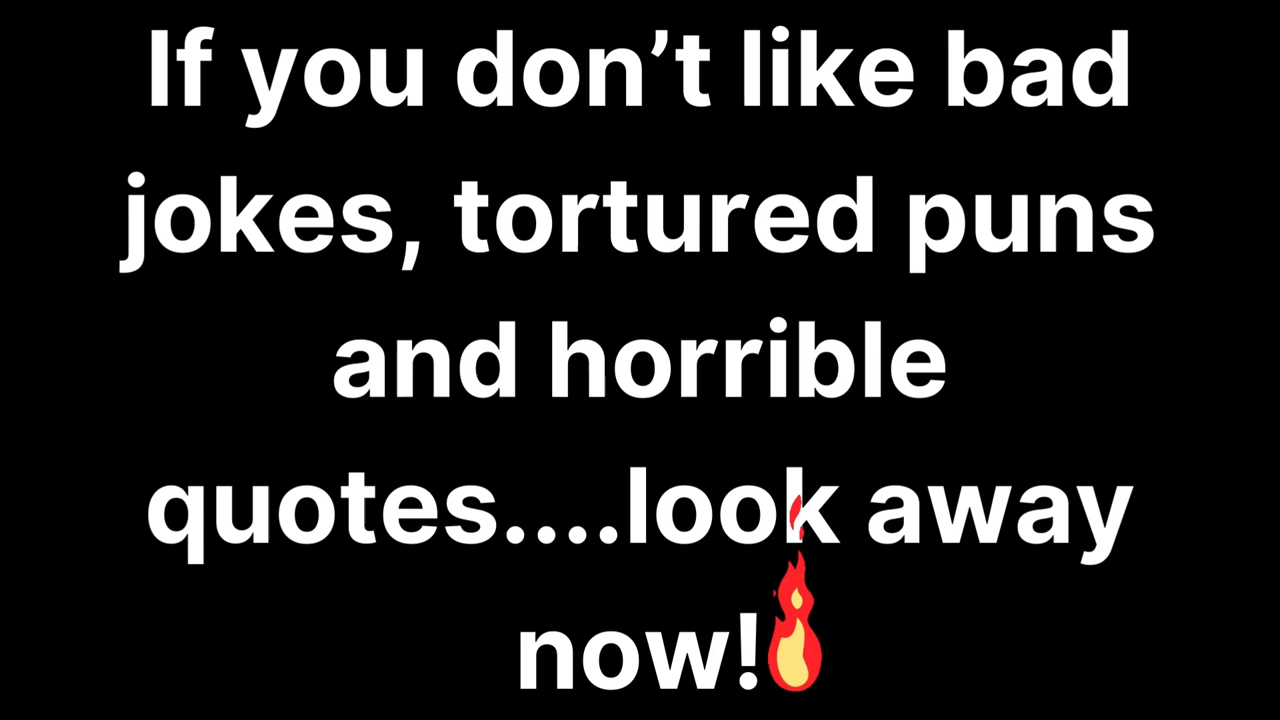 If you don’t like bad
jokes, tortured puns
and horrible
quotes....look away
now!